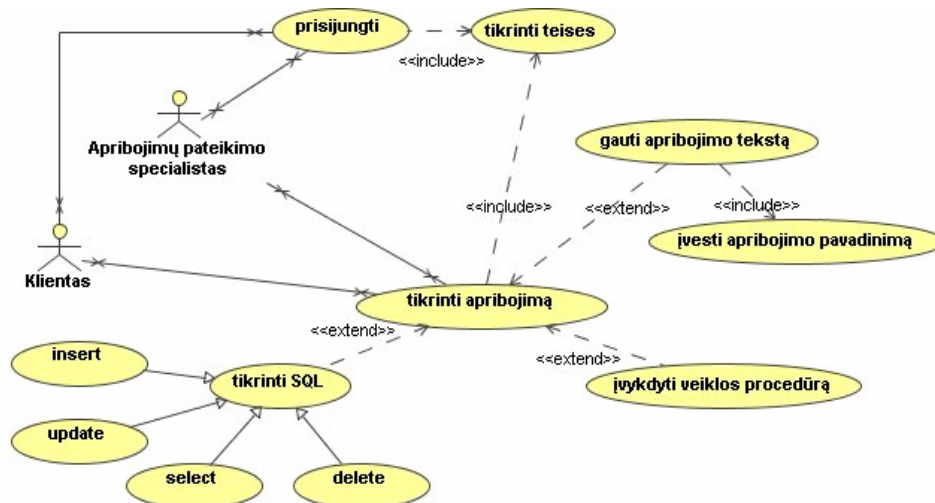 prisijungti
tikrinti teises
<<include>>
Apribojimų pateikimo
specialistas
gauti apribojimo tekstą
<<include>>
<<extend>>
<<include>>
įvesti apribojimo pavadinimą
Klientas
tikrinti apribojimą
<<extend>>
<<extend>>
insert
tikrinti SQL
įvykdyti veiklos procedūrą
update
select
delete